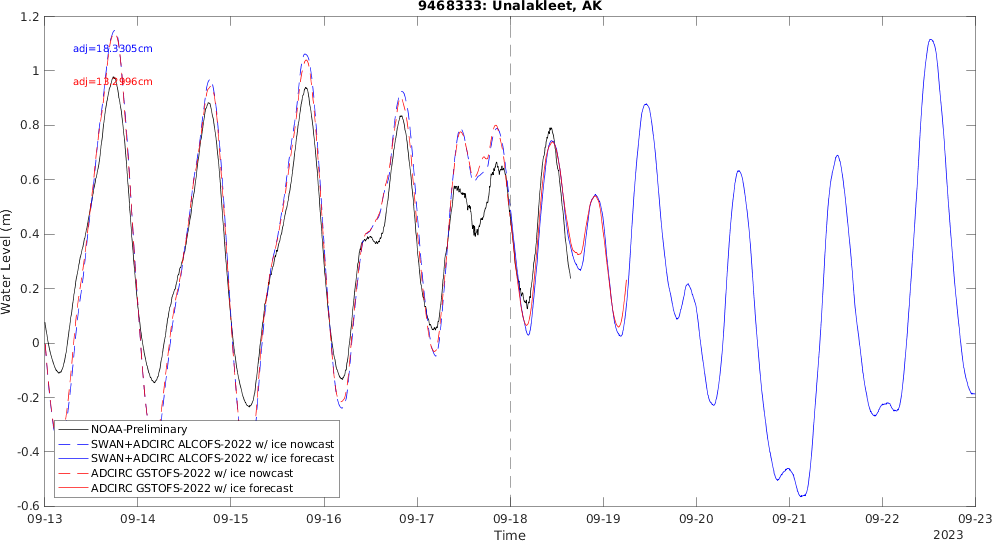 9468333: Unalakleet, AK
adj=18.3305cm
adj=13.2996cm
Water Level (m)
1.2
1
0.8
0.6
0.4
0.2
0
-0.2
-0.4
-0.6
NOAA-Preliminary
SWAN+ADCIRC ALCOFS-2022 w/ ice nowcast
SWAN+ADCIRC ALCOFS-2022 w/ ice forecast
ADCIRC GSTOFS-2022 w/ ice nowcast
ADCIRC GSTOFS-2022 w/ ice forecast
09-13 09-14 09-15 09-16 09-17 09-18 09-19 09-20 09-21 09-22 09-23
Time
2023